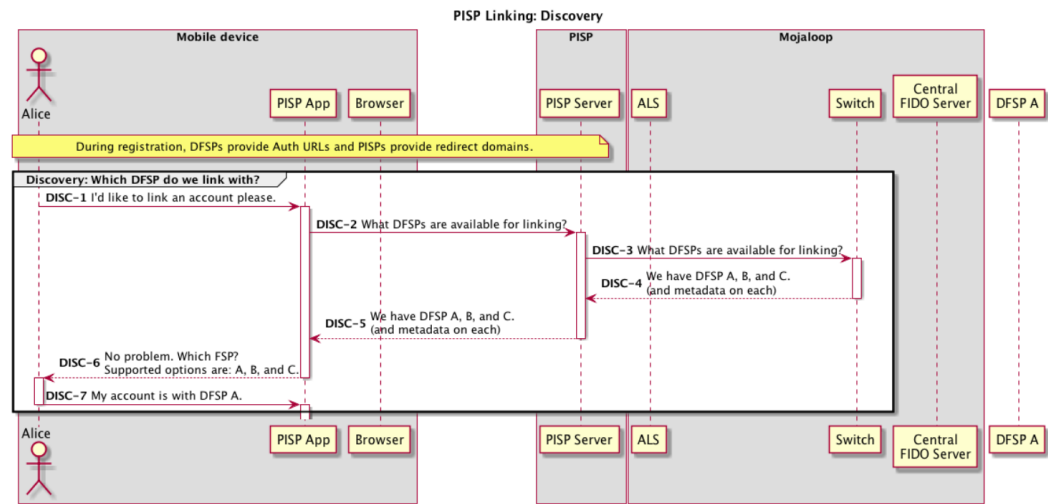 PISP Linking: Discovery
Mobile device
PISP
Mojaloop
Alice
PISP App
Browser
PISP Server
ALS
Switch
Central
FIDO Server
DFSP A
During registration, DFSPs provide Auth URLs and PISPs provide redirect domains.
Discovery: Which DFSP do we link with?
DISC-1 I'd like to link an account please.
DISC-2 What DFSPs are available for linking?
DISC-3 What DFSPs are available for linking?
DISC-4 We have DFSP A, B, and C.
(and metadata on each)
DISC-5 We have DFSP A, B, and C.
(and metadata on each)
DISC-6 No problem. Which FSP?
Supported options are: A, B, and C.
DISC-7 My account is with DFSP A.
Alice
PISP App
Browser
PISP Server
ALS
Switch
Central
FIDO Server
DFSP A